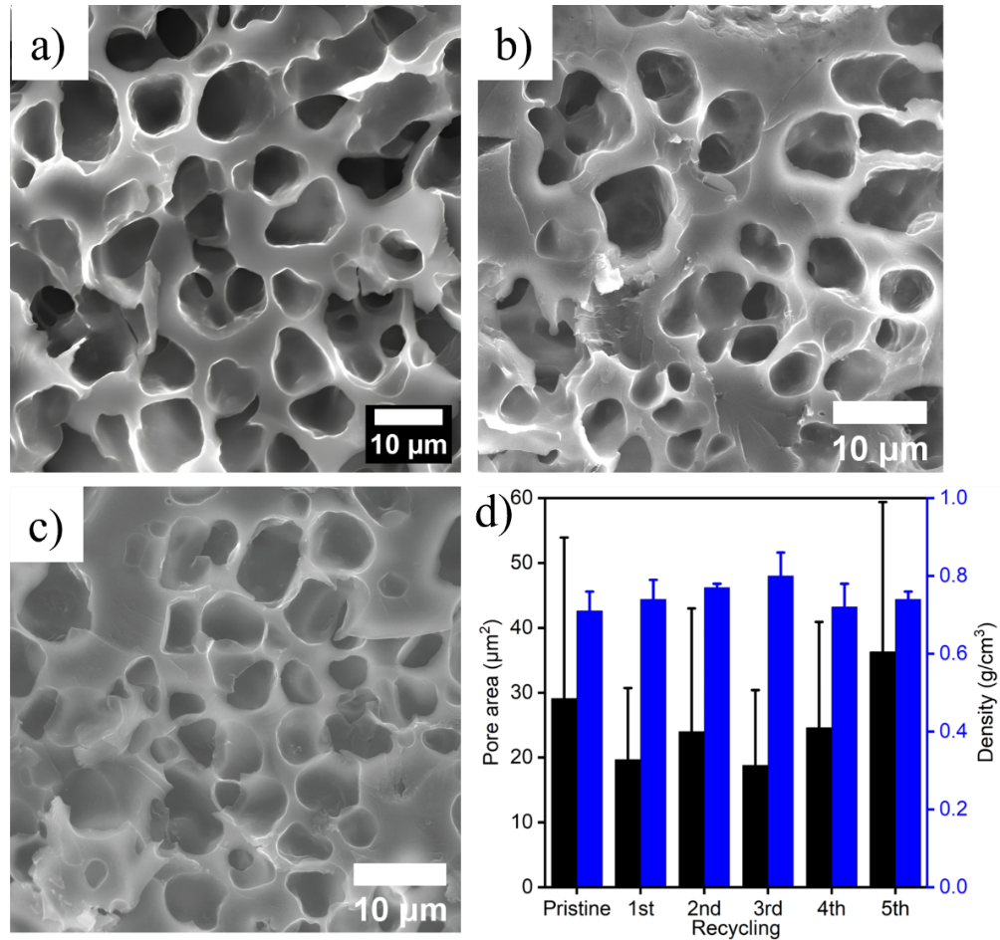 a)
10 µm
b)
10 µm
c)
10 µm
d)
60
50
40
30
20
10
0
Pore area (µm²)
1.0
0.8
0.6
0.4
0.2
0.0
Density (g/cm³)
Pristine 1st 2nd 3rd 4th 5th
Recycling